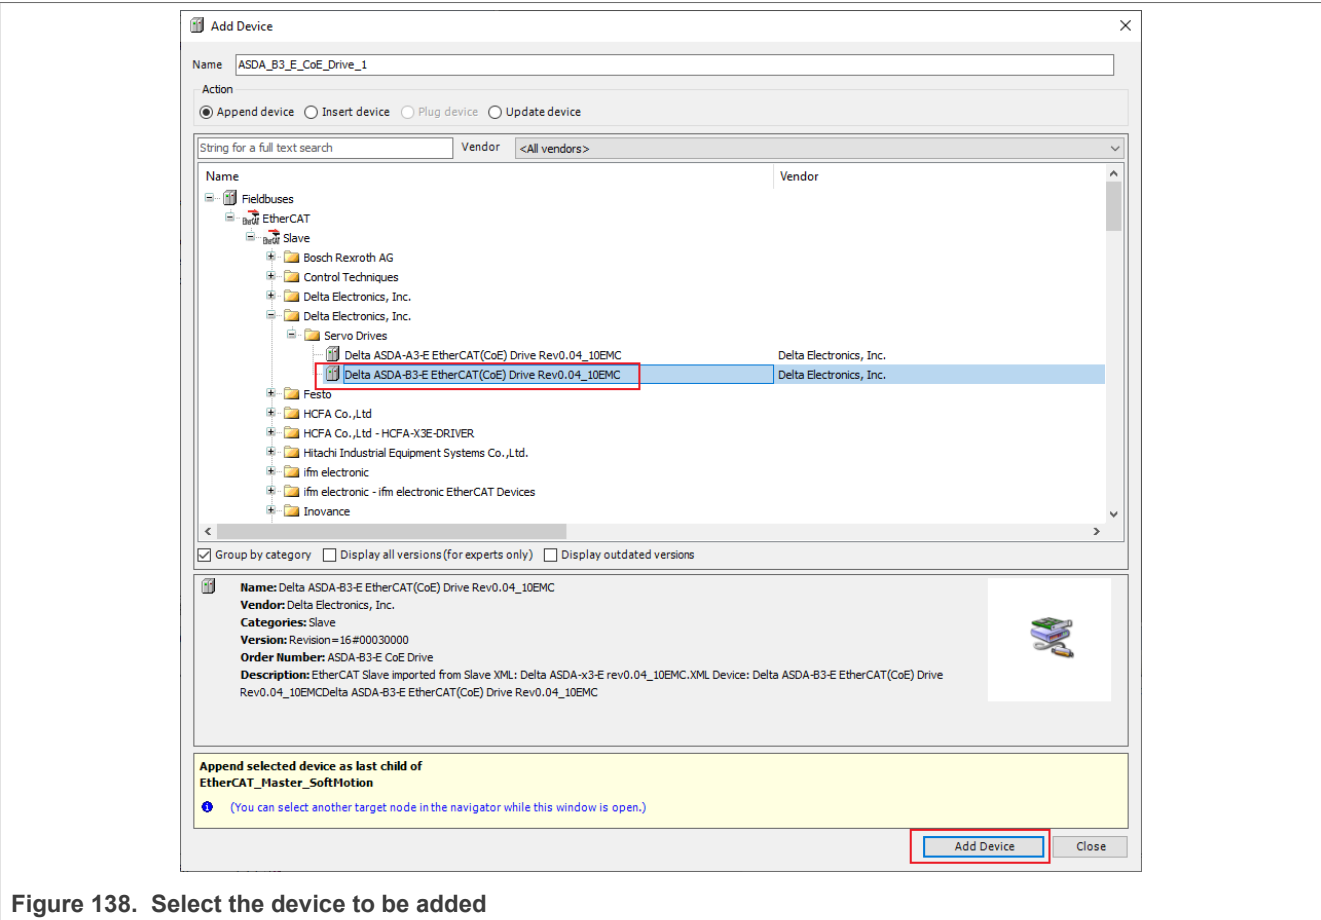 Add Device
Name ASDA_B3_E_CoE_Drive_1
Action
Append device Insert device Plug device Update device
String for a full text search Vendor <All vendors>
Name Vendor
Fieldbuses
EtherCAT
Slave
Bosch Rexroth AG
Control Techniques
Delta Electronics, Inc.
Delta Electronics, Inc.
Servo Drives
Delta ASDA-A3-E EtherCAT(CoE) Drive Rev0.04_10EMC Delta Electronics, Inc.
Delta ASDA-B3-E EtherCAT(CoE) Drive Rev0.04_10EMC Delta Electronics, Inc.
Festo
HCFA Co.,Ltd
HCFA Co.,Ltd - HCFA-X3E-DRIVER
Hitachi Industrial Equipment Systems Co.,Ltd.
ifm electronic
ifm electronic - ifm electronic EtherCAT Devices
Inovance
Group by category Display all versions(for experts only) Display outdated versions
Name: Delta ASDA-B3-E EtherCAT(CoE) Drive Rev0.04_10EMC
Vendor: Delta Electronics, Inc.
Categories: Slave
Version: Revision=16#00030000
Order Number: ASDA-B3-E CoE Drive
Description: EtherCAT Slave imported from Slave XML: Delta ASDA-x3-E rev0.04_10EMC.XML Device: Delta ASDA-B3-E EtherCAT(CoE) Drive
Rev0.04_10EMCDelta ASDA-B3-E EtherCAT(CoE) Drive Rev0.04_10EMC
Append selected device as last child of
EtherCAT_Master_SoftMotion
(You can select another target node in the navigator while this window is open.)
Add Device Close
Figure 138. Select the device to be added